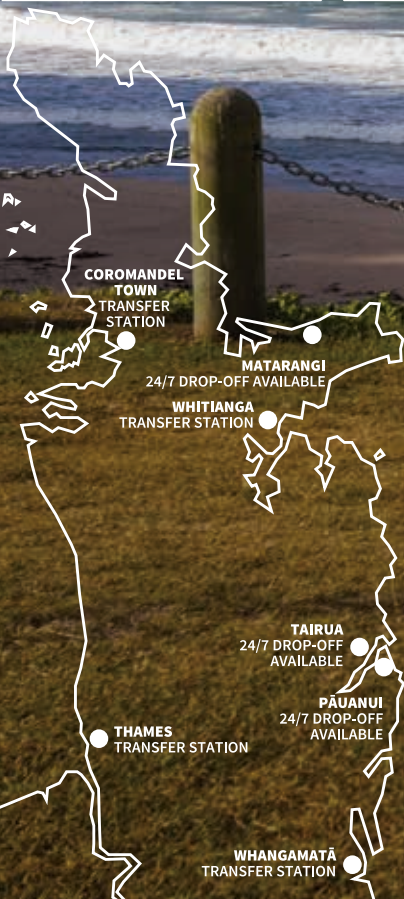 COROMANDEL
TOWN
TRANSFER
STATION
MATARANGI
24/7 DROP-OFF AVAILABLE
WHITIANGA
TRANSFER STATION
TAIRUA
24/7 DROP-OFF
AVAILABLE
PĀUANUI
24/7 DROP-OFF
AVAILABLE
THAMES
TRANSFER STATION
WHANGAMATĀ
TRANSFER STATION